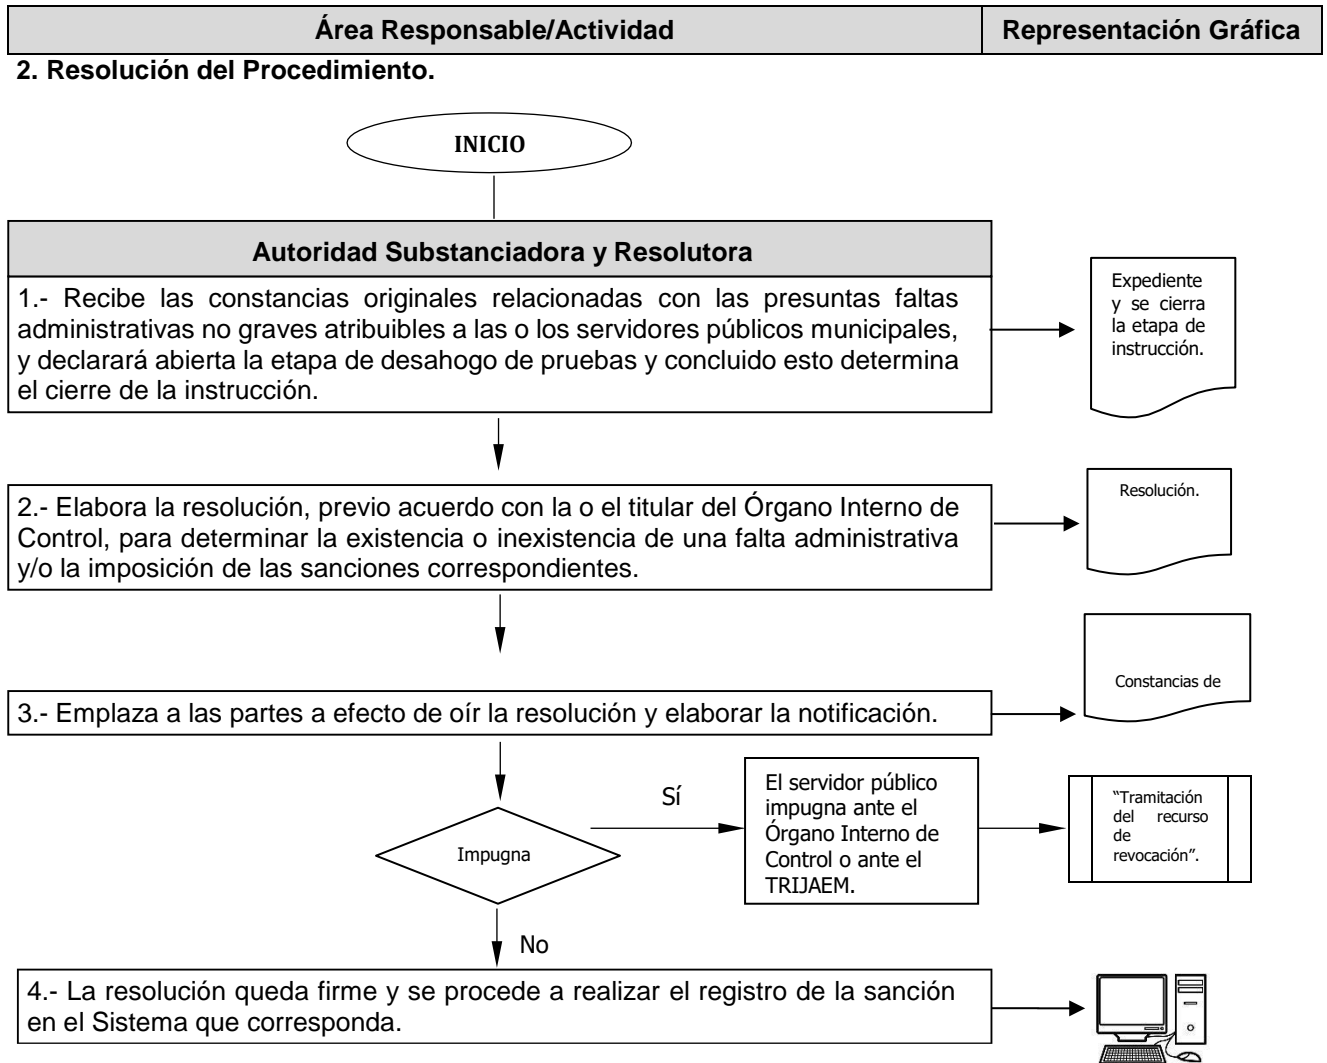 Área Responsable/Actividad
Representación Gráfica
2. Resolución del Procedimiento.
INICIO
Autoridad Substanciadora y Resolutora
1.- Recibe las constancias originales relacionadas con las presuntas faltas
administrativas no graves atribuibles a las o los servidores públicos municipales,
y declarará abierta la etapa de desahogo de pruebas y concluido esto determina
el cierre de la instrucción.
Expediente
y se cierra
la etapa de
instrucción.
2.- Elabora la resolución, previo acuerdo con la o el titular del Órgano Interno de
Control, para determinar la existencia o inexistencia de una falta administrativa
y/o la imposición de las sanciones correspondientes.
Resolución.
3.- Emplaza a las partes a efecto de oír la resolución y elaborar la notificación.
Constancias de
Impugna
Sí
El servidor público
impugna ante el
Órgano Interno de
Control o ante el
TRIJAEM.
“Tramitación
del recurso
de
revocación”.
No
4.- La resolución queda firme y se procede a realizar el registro de la sanción
en el Sistema que corresponda.